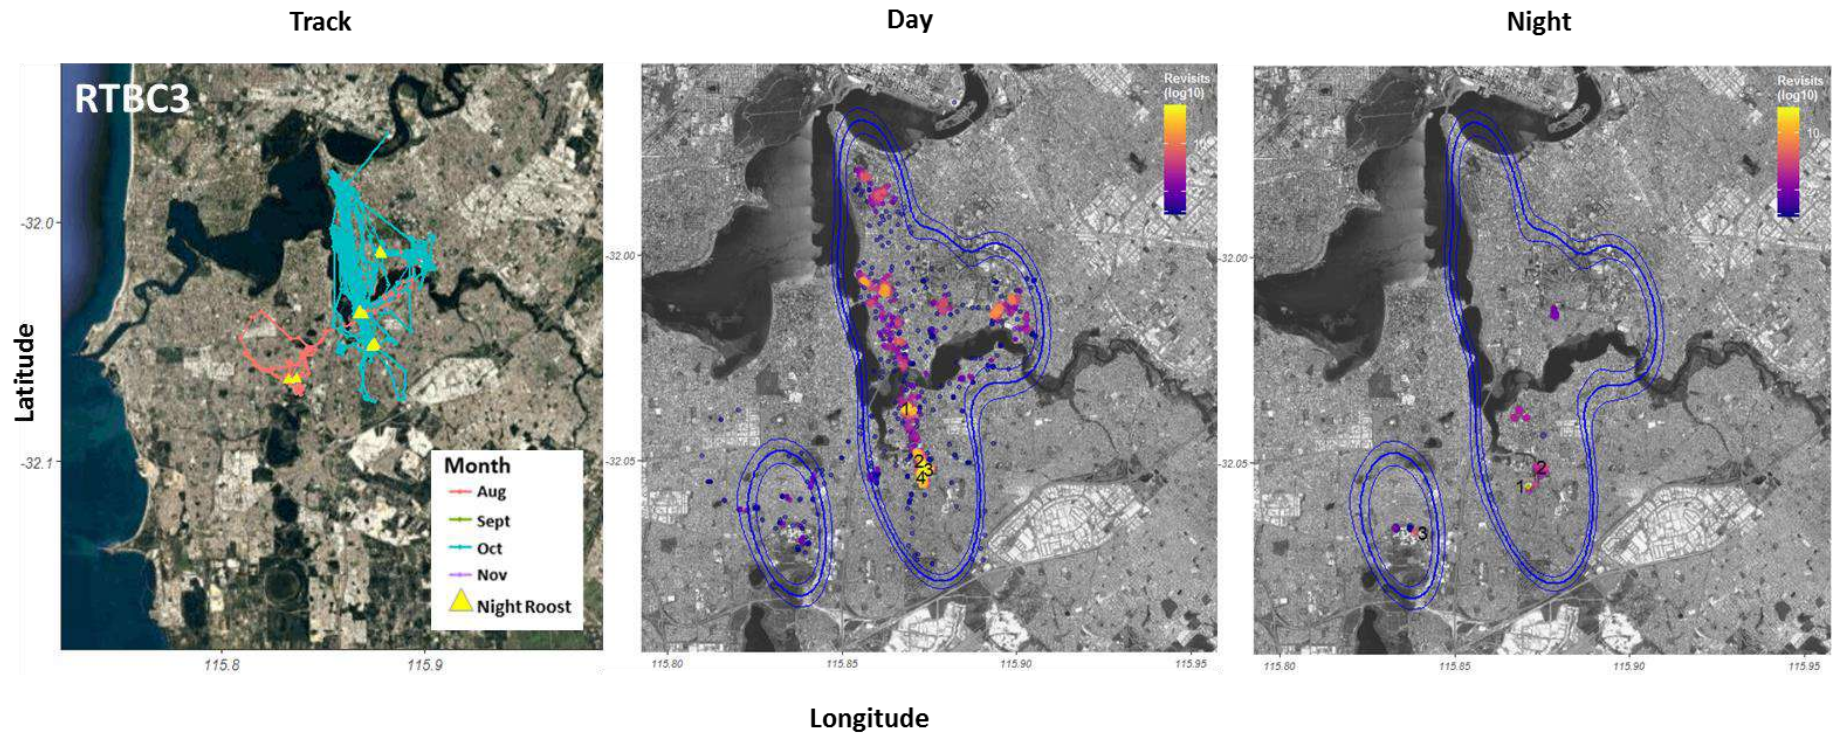 Track
Day
Night
RTBC3
Latitude
-32.0
-32.1
115.8
115.9
Month
Aug
Sept
Oct
Nov
Night Roost
Revisits
(log10)
10
-32.00
-32.05
115.80
115.85
115.90
115.95
1
2
3
4
Revisits
(log10)
10
-32.00
-32.05
115.80
115.85
115.90
115.95
2
1
3
Longitude